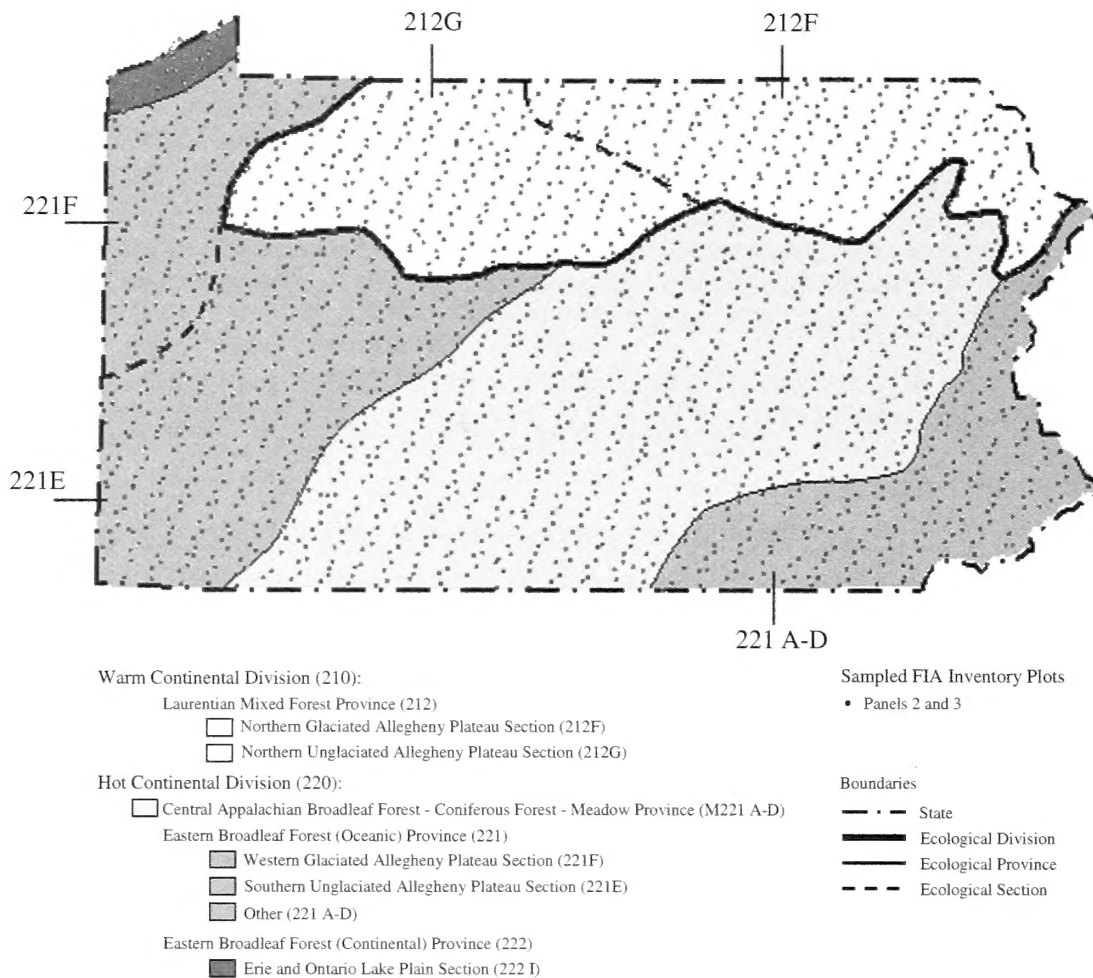 212G
212F
221F
221E
221 A-D
Warm Continental Division (210):
Laurentian Mixed Forest Province (212)
Northern Glaciated Allegheny Plateau Section (212F)
Northern Unglaciated Allegheny Plateau Section (212G)
Hot Continental Division (220):
Central Appalachian Broadleaf Forest - Coniferous Forest - Meadow Province (M221 A-D)
Eastern Broadleaf Forest (Oceanic) Province (221)
Western Glaciated Allegheny Plateau Section (221F)
Southern Unglaciated Allegheny Plateau Section (221E)
Other (221 A-D)
Eastern Broadleaf Forest (Continental) Province (222)
Erie and Ontario Lake Plain Section (222 I)
Sampled FIA Inventory Plots
• Panels 2 and 3
Boundaries
State
Ecological Division
Ecological Province
Ecological Section